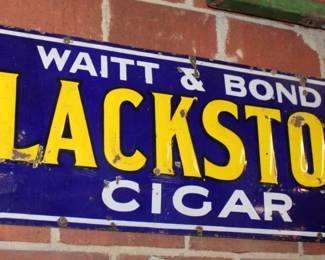 WAITT & BOND
LACKSTO
CIGAR